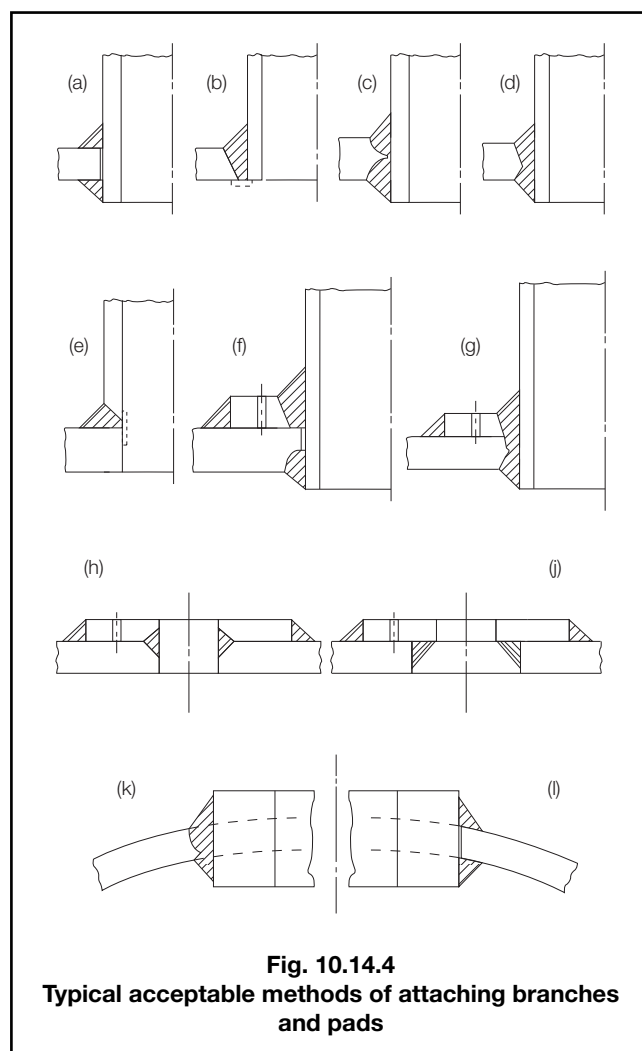 (a)
(b)
(c)
(d)
(e)
(f)
(g)
(h)
(j)
(k)
(l)
Fig. 10.14.4
Typical acceptable methods of attaching branches
and pads